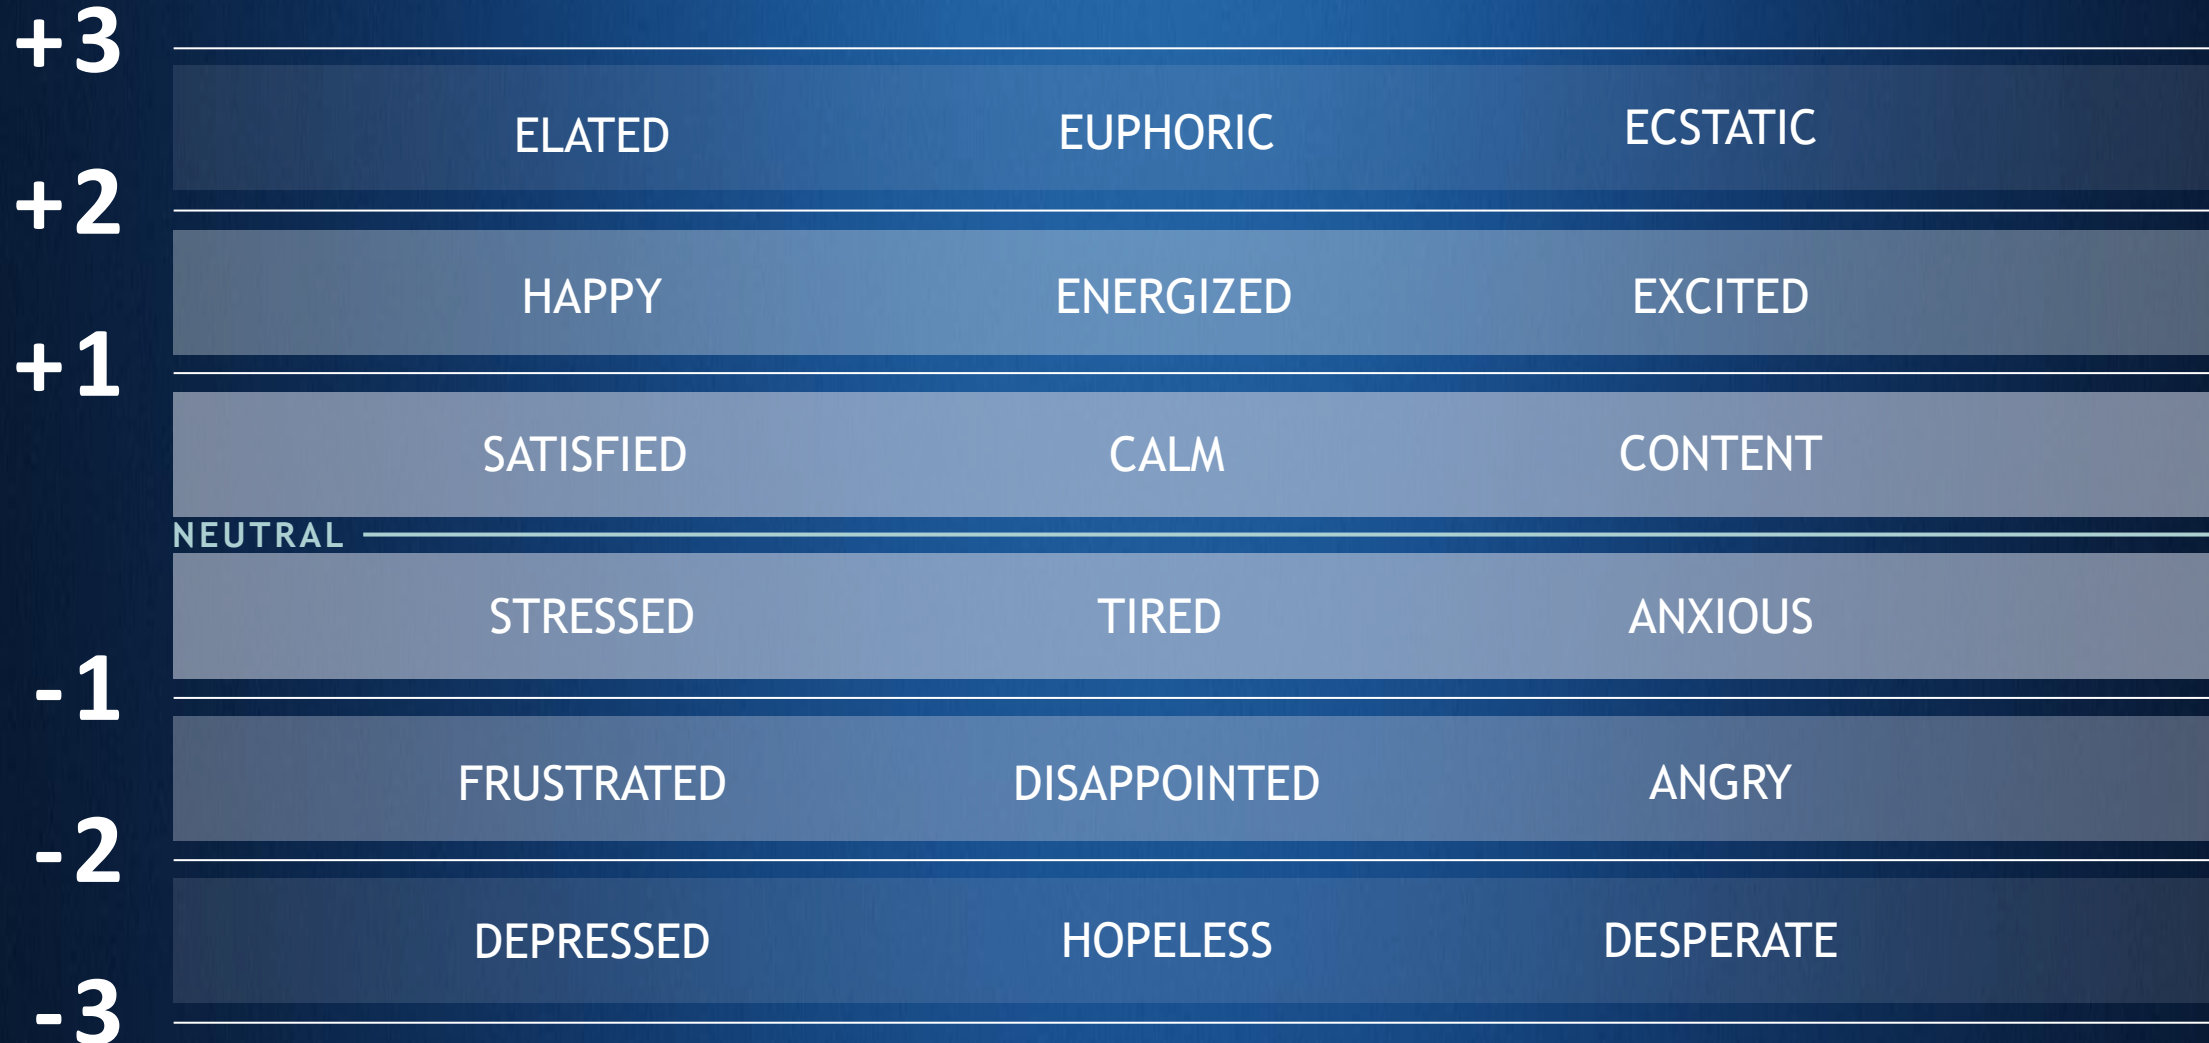 +3
ELATED EUPHORIC ECSTATIC
+2
HAPPY ENERGIZED EXCITED
+1
SATISFIED CALM CONTENT
NEUTRAL
STRESSED TIRED ANXIOUS
-1
FRUSTRATED DISAPPOINTED ANGRY
-2
DEPRESSED HOPELESS DESPERATE
-3